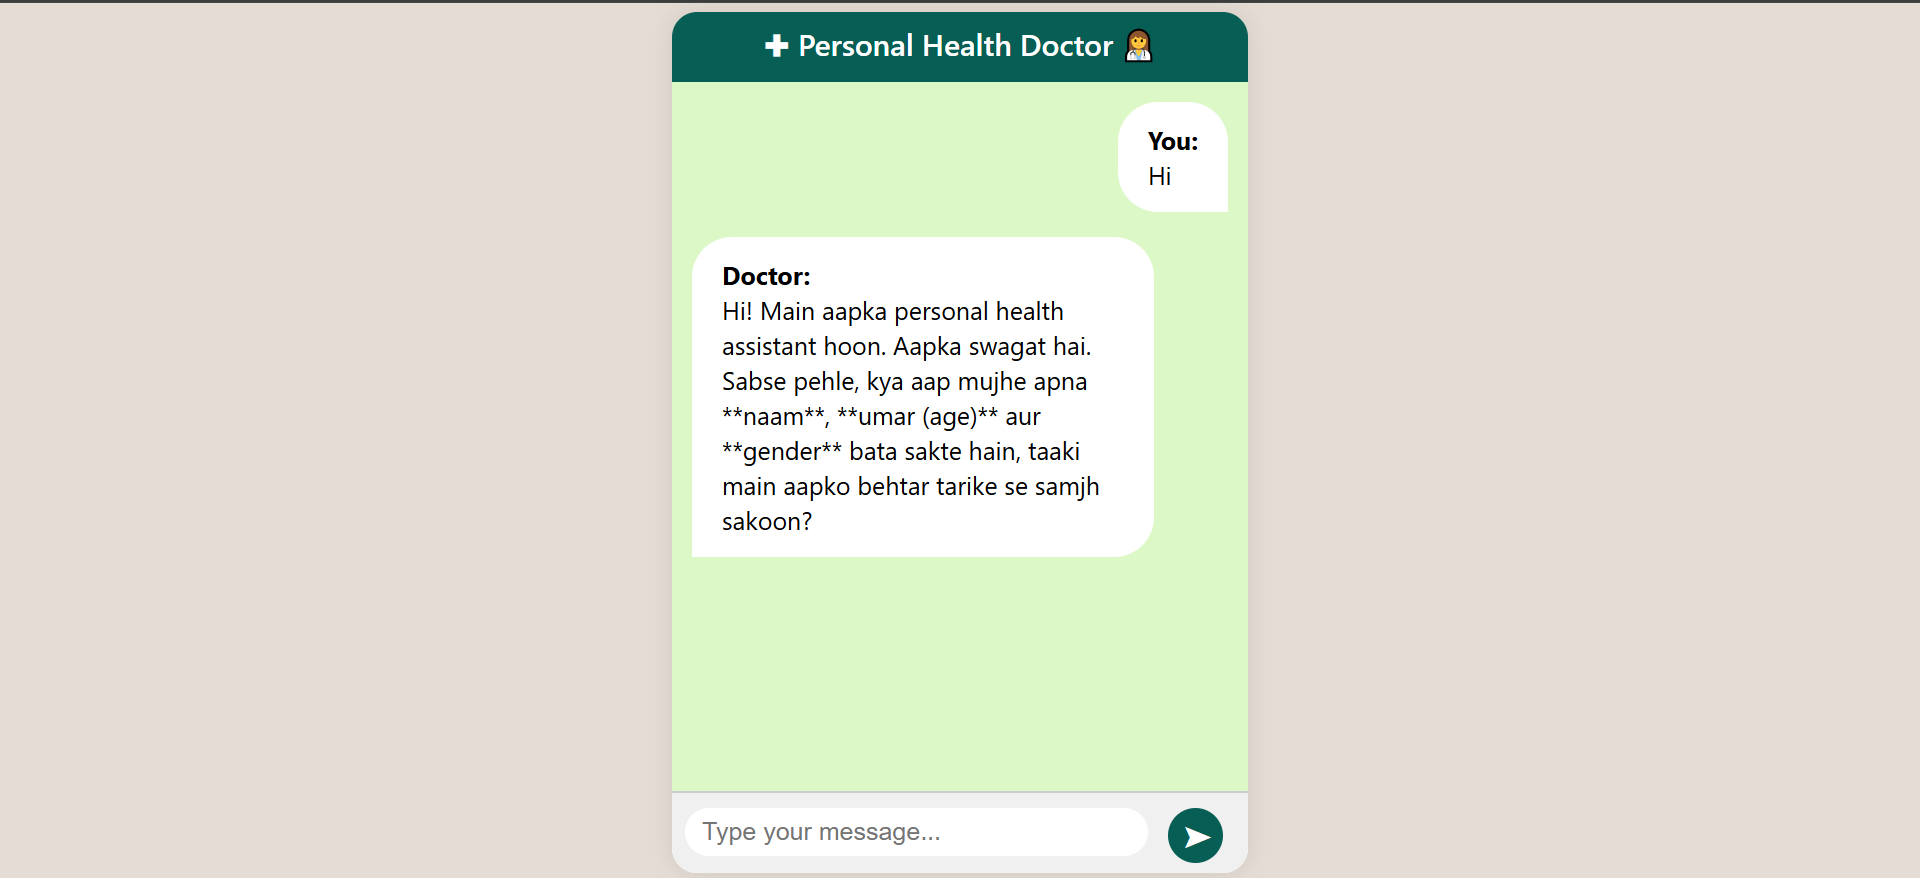 ✚ Personal Health Doctor 👩‍⚕️
You:
Hi
Doctor:
Hi! Main aapka personal health
assistant hoon. Aapka swagat hai.
Sabse pehle, kya aap mujhe apna
**naam**, **umar (age)** aur
**gender** bata sakte hain, taaki
main aapko behtar tarike se samjh
sakoon?
Type your message...